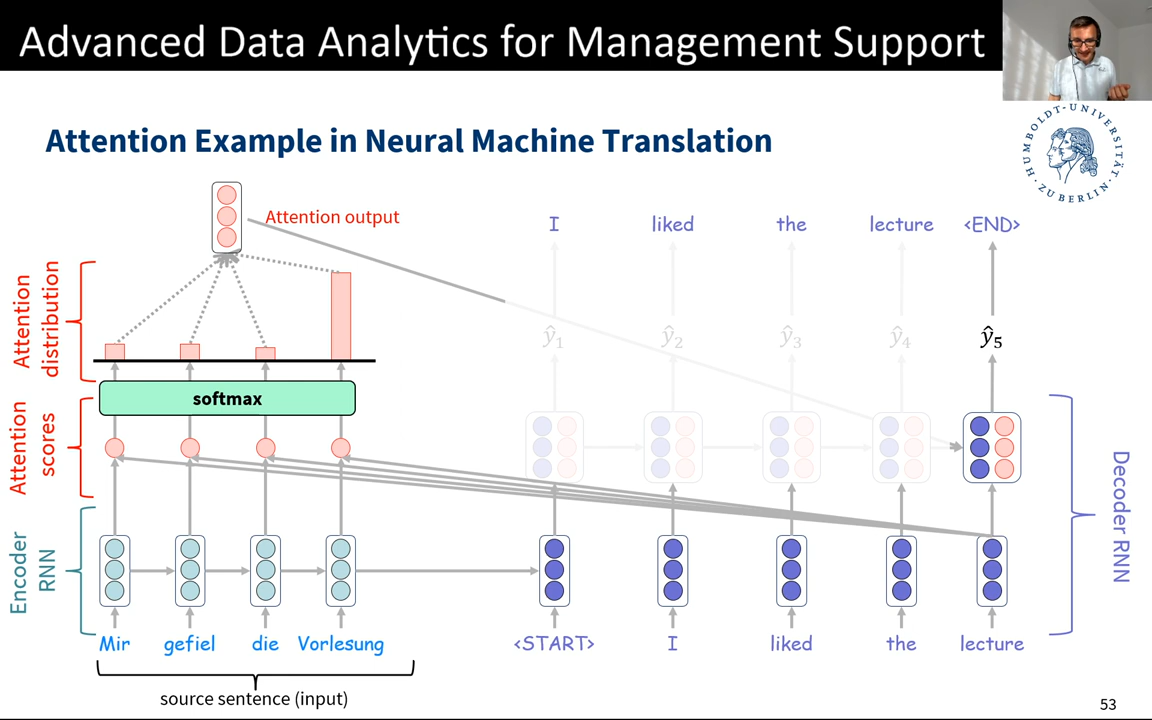 Advanced Data Analytics for Management Support
HUMBOLDT-UNIVERSITÄT
ZU BERLIN
Attention Example in Neural Machine Translation
Attention output
I liked the lecture <END>
Attention
distribution
ŷ1 ŷ2 ŷ3 ŷ4 ŷ5
softmax
Attention
scores
Decoder RNN
Encoder
RNN
Mir gefiel die Vorlesung <START> I liked the lecture
source sentence (input)
53